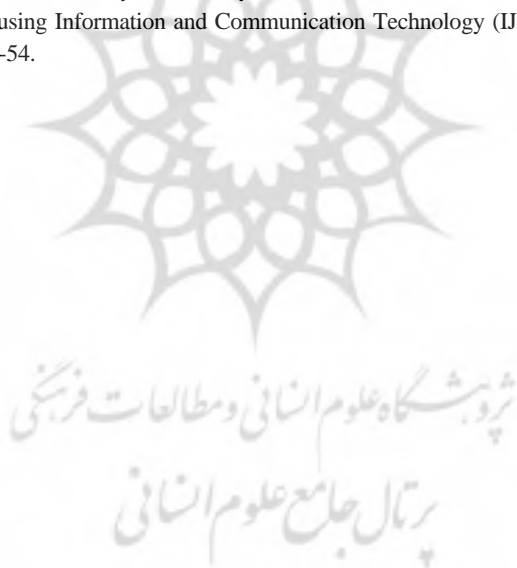 using Information and Communication Technology (IJ
-54.
پژوهشگاه علوم انسانی و مطالعات فرهنگی
پرتال جامع علوم انسانی